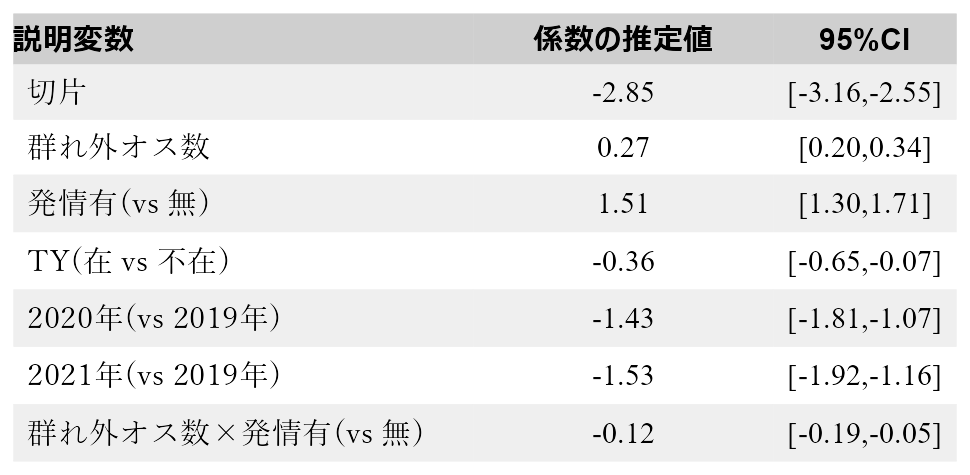 説明変数 係数の推定値 95%CI
切片 -2.85 [-3.16,-2.55]
群れ外オス数 0.27 [0.20,0.34]
発情有(vs 無) 1.51 [1.30,1.71]
TY(在 vs 不在) -0.36 [-0.65,-0.07]
2020年(vs 2019年) -1.43 [-1.81,-1.07]
2021年(vs 2019年) -1.53 [-1.92,-1.16]
群れ外オス数×発情有(vs 無) -0.12 [-0.19,-0.05]